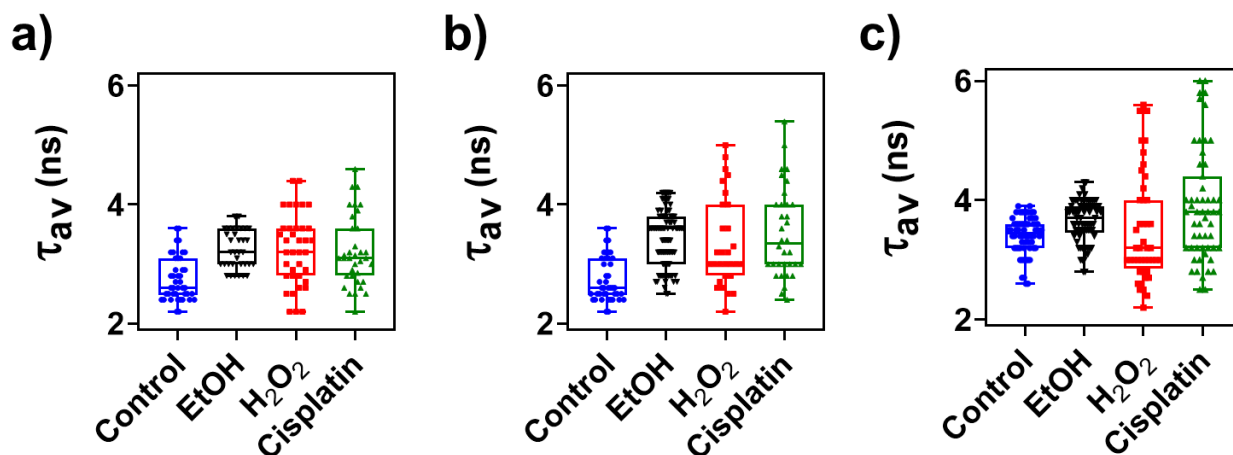 a)
τav (ns)
6
4
2
Control
EtOH
H2O2
Cisplatin
b)
τav (ns)
6
4
2
Control
EtOH
H2O2
Cisplatin
c)
τav (ns)
6
4
2
Control
EtOH
H2O2
Cisplatin